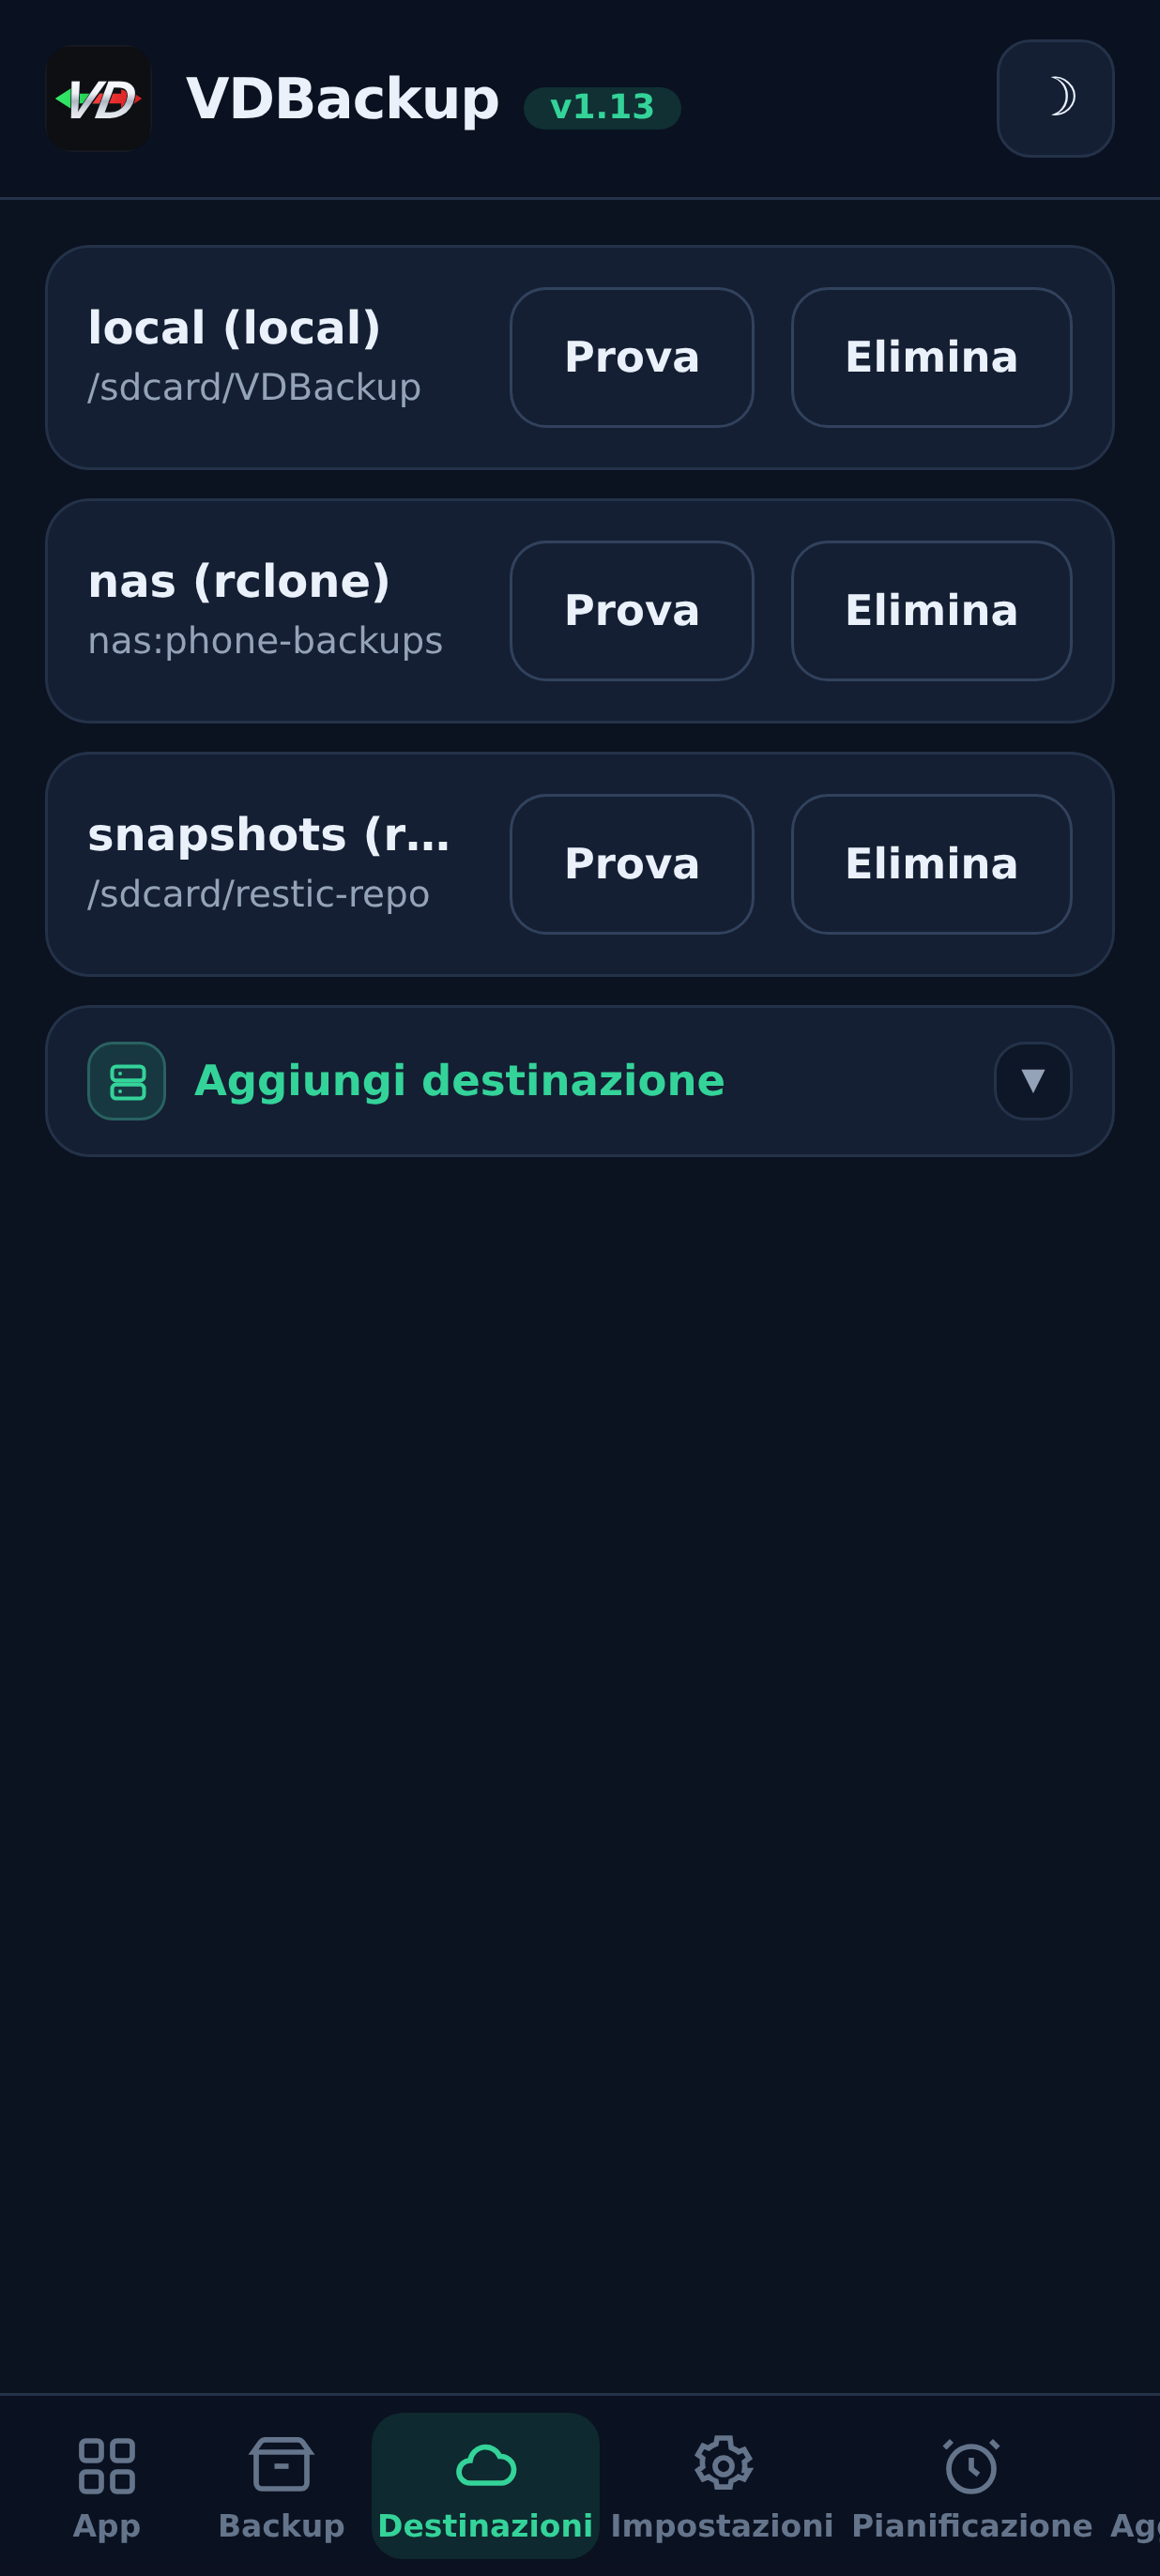 VD
VDBackup v1.13
local (local)
/sdcard/VDBackup
Prova
Elimina
nas (rclone)
nas:phone-backups
Prova
Elimina
snapshots (r…
/sdcard/restic-repo
Prova
Elimina
Aggiungi destinazione
App
Backup
Destinazioni
Impostazioni
Pianificazione